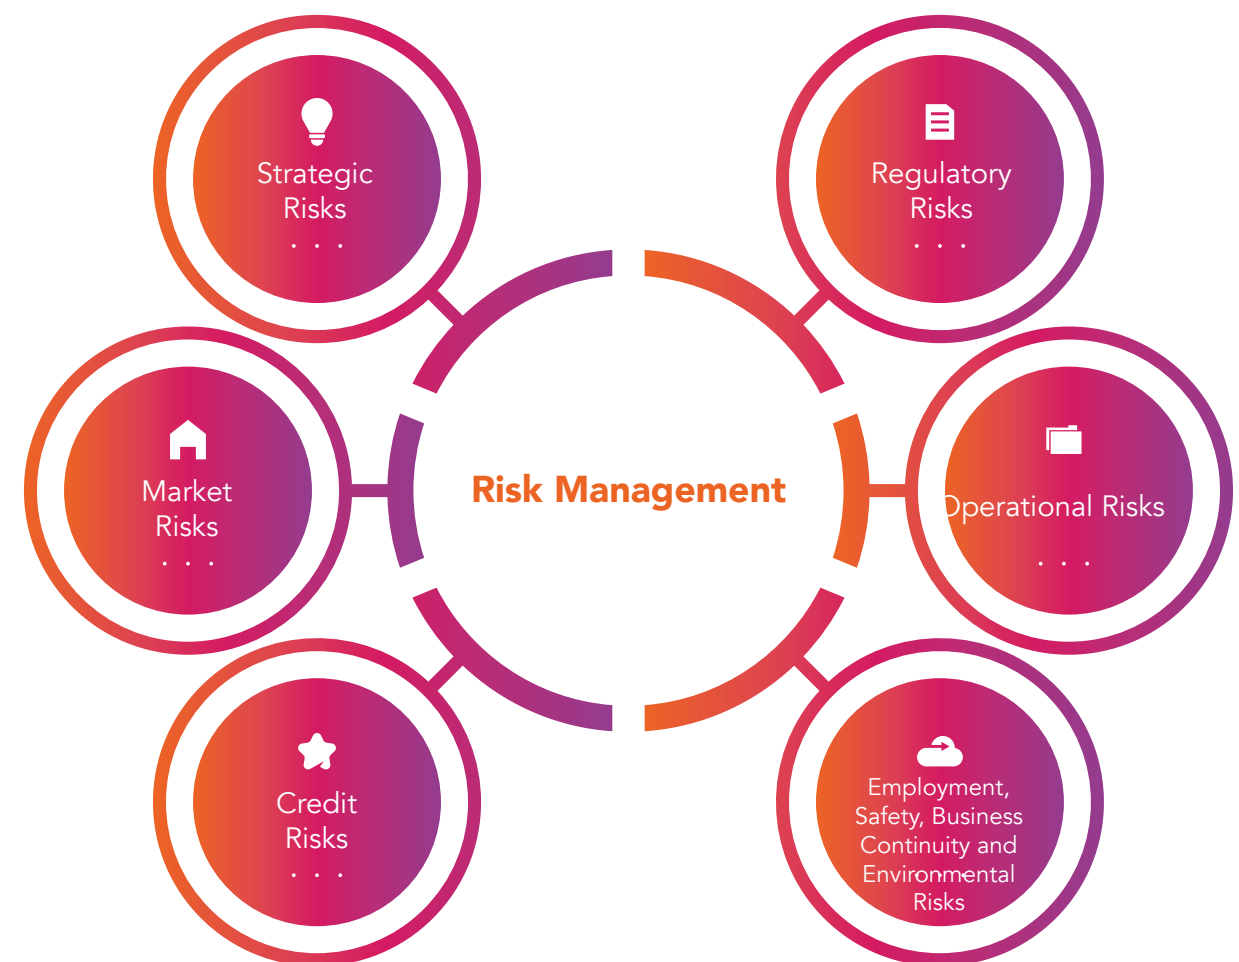 Strategic
Risks
. . .
Regulatory
Risks
. . .
Market
Risks
. . .
Risk Management
Operational Risks
. . .
Credit
Risks
. . .
Employment,
Safety, Business
Continuity and
Environmental
Risks
. . .